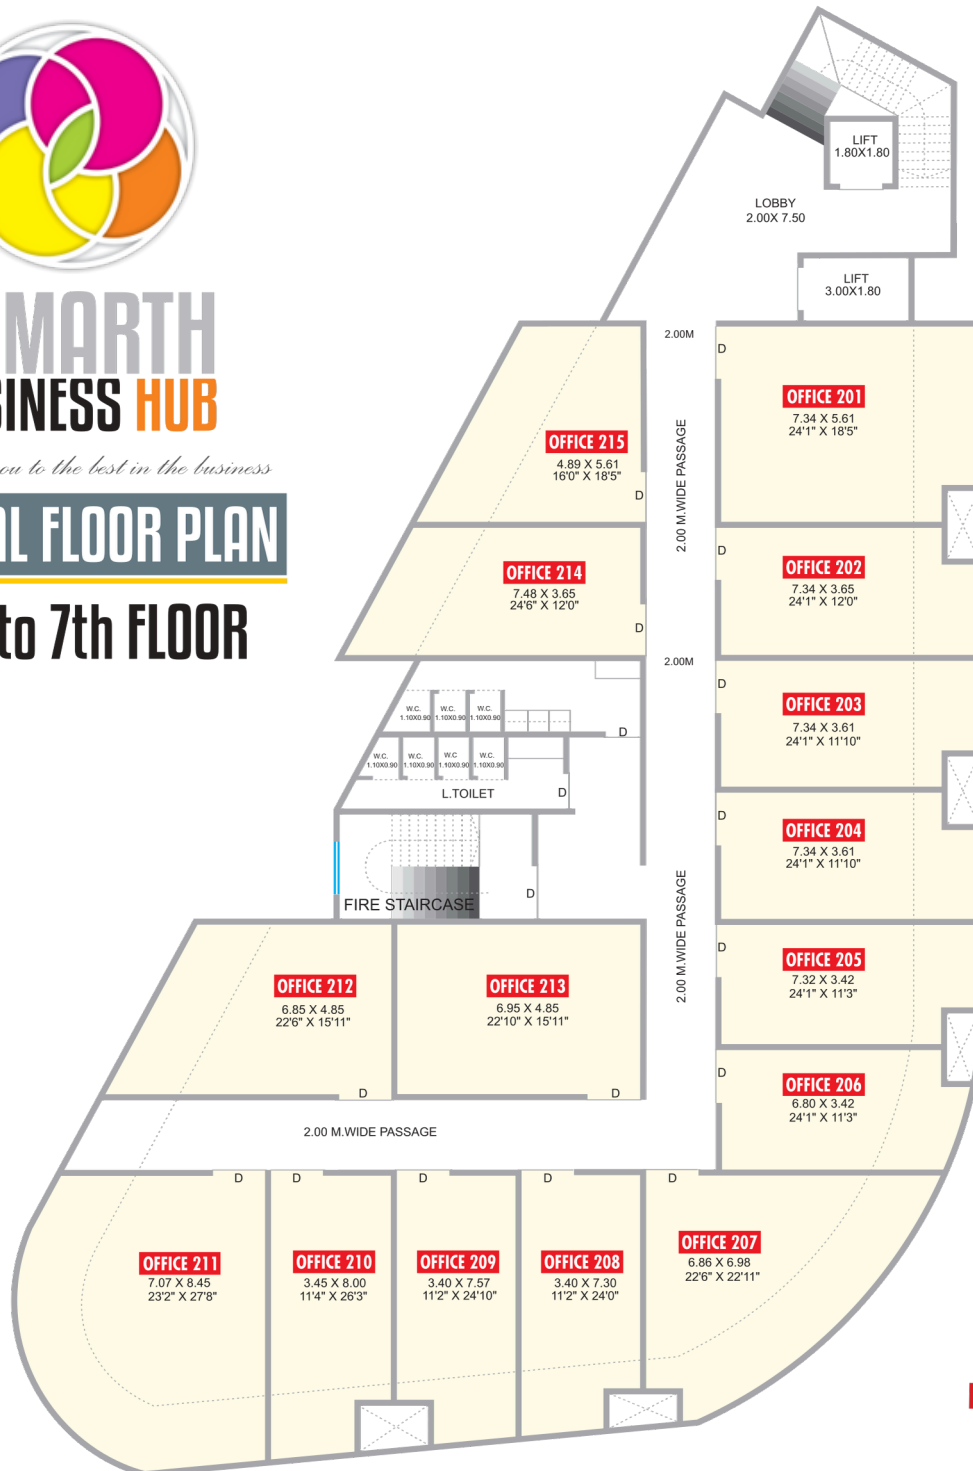 MARTH
SINESS HUB
ou to the best in the business
AL FLOOR PLAN
to 7th FLOOR
LIFT
1.80X1.80
LOBBY
2.00X 7.50
LIFT
3.00X1.80
2.00M
D
OFFICE 201
7.34 X 5.61
24'1" X 18'5"
OFFICE 215
4.89 X 5.61
16'0" X 18'5"
D
2.00 M.WIDE PASSAGE
D
OFFICE 202
7.34 X 3.65
24'1" X 12'0"
OFFICE 214
7.48 X 3.65
24'6" X 12'0"
D
2.00M
D
OFFICE 203
7.34 X 3.61
24'1" X 11'10"
W.C.
1.10X0.90
W.C.
1.10X0.90
W.C.
1.10X0.90
D
W.C.
1.10X0.90
W.C.
1.10X0.90
W.C
1.10X0.90
W.C.
1.10X0.90
L.TOILET
D
D
OFFICE 204
7.34 X 3.61
24'1" X 11'10"
FIRE STAIRCASE
D
2.00 M.WIDE PASSAGE
D
OFFICE 205
7.32 X 3.42
24'1" X 11'3"
OFFICE 212
6.85 X 4.85
22'6" X 15'11"
D
OFFICE 213
6.95 X 4.85
22'10" X 15'11"
D
D
OFFICE 206
6.80 X 3.42
24'1" X 11'3"
2.00 M.WIDE PASSAGE
D
D
D
D
D
OFFICE 211
7.07 X 8.45
23'2" X 27'8"
OFFICE 210
3.45 X 8.00
11'4" X 26'3"
OFFICE 209
3.40 X 7.57
11'2" X 24'10"
OFFICE 208
3.40 X 7.30
11'2" X 24'0"
OFFICE 207
6.86 X 6.98
22'6" X 22'11"